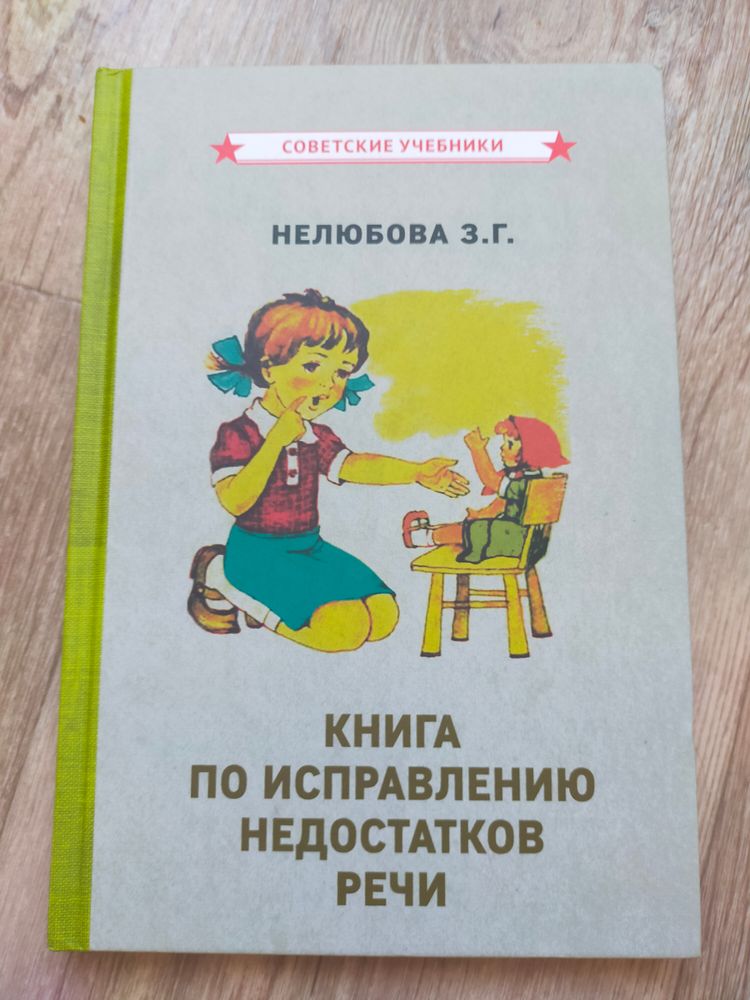 СОВЕТСКИЕ УЧЕБНИКИ
НЕЛЮБОВА З.Г.
КНИГА
ПО ИСПРАВЛЕНИЮ
НЕДОСТАТКОВ
РЕЧИ